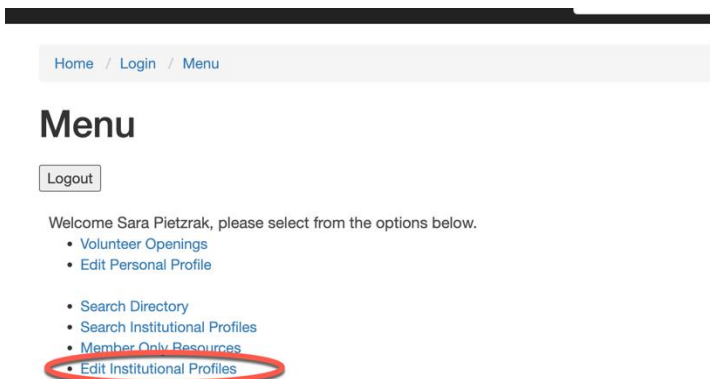 Home / Login / Menu
Menu
Logout
Welcome Sara Pietzrak, please select from the options below.
• Volunteer Openings
• Edit Personal Profile
• Search Directory
• Search Institutional Profiles
• Member Only Resources
• Edit Institutional Profiles